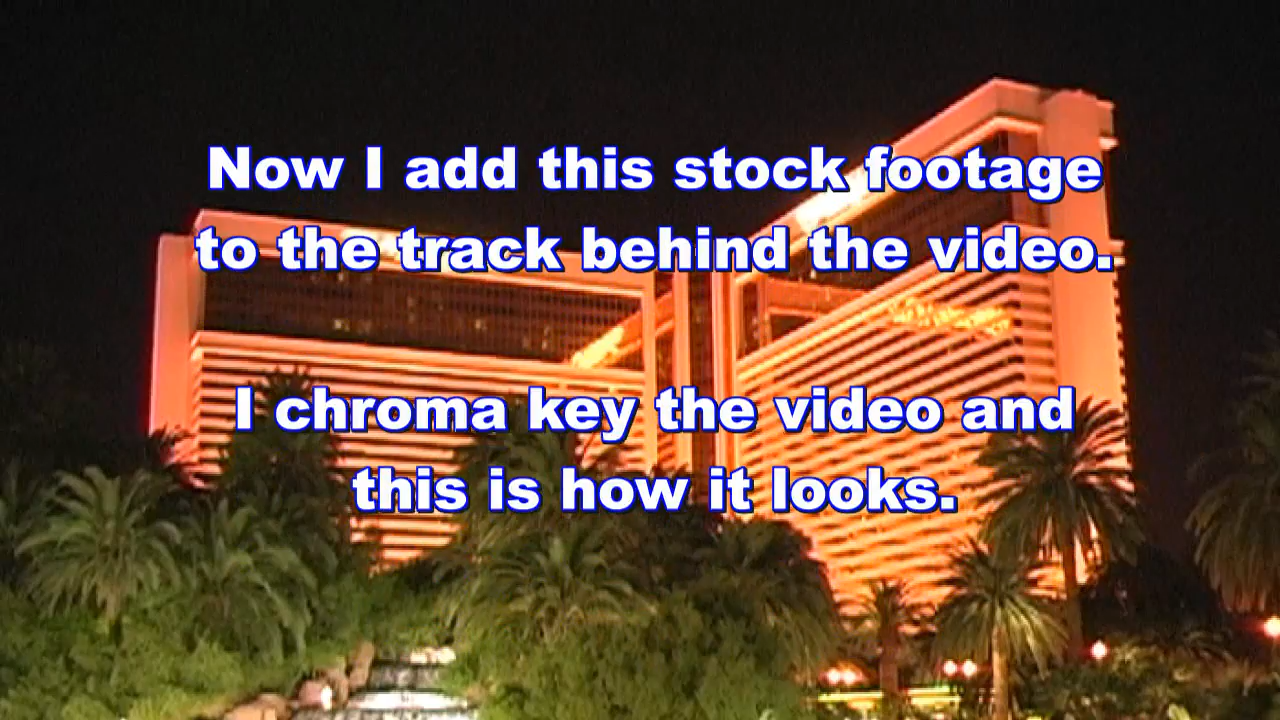 Now I add this stock footage
to the track behind the video.
I chroma key the video and
this is how it looks.